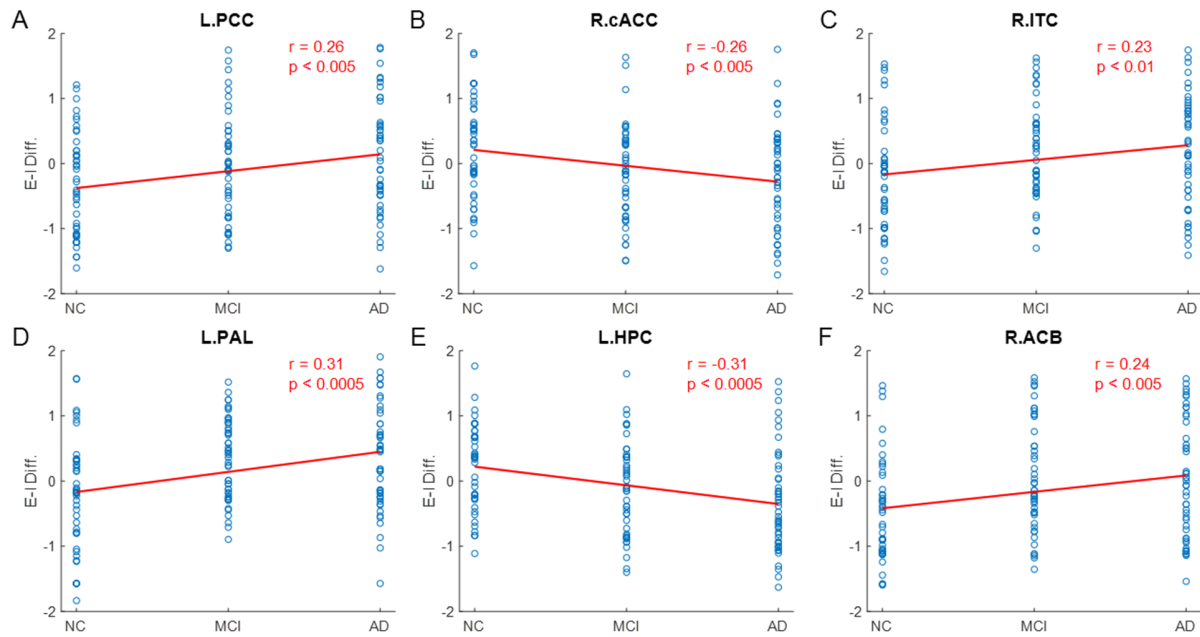 A
L.PCC
r = 0.26
p < 0.005
E-I Diff.
2
1
0
-1
-2
NC
MCI
AD
B
R.cACC
r = -0.26
p < 0.005
E-I Diff.
2
1
0
-1
-2
NC
MCI
AD
C
R.ITC
r = 0.23
p < 0.01
E-I Diff.
2
1
0
-1
-2
NC
MCI
AD
D
L.PAL
r = 0.31
p < 0.0005
E-I Diff.
2
1
0
-1
-2
NC
MCI
AD
E
L.HPC
r = -0.31
p < 0.0005
E-I Diff.
2
1
0
-1
-2
NC
MCI
AD
F
R.ACB
r = 0.24
p < 0.005
E-I Diff.
2
1
0
-1
-2
NC
MCI
AD